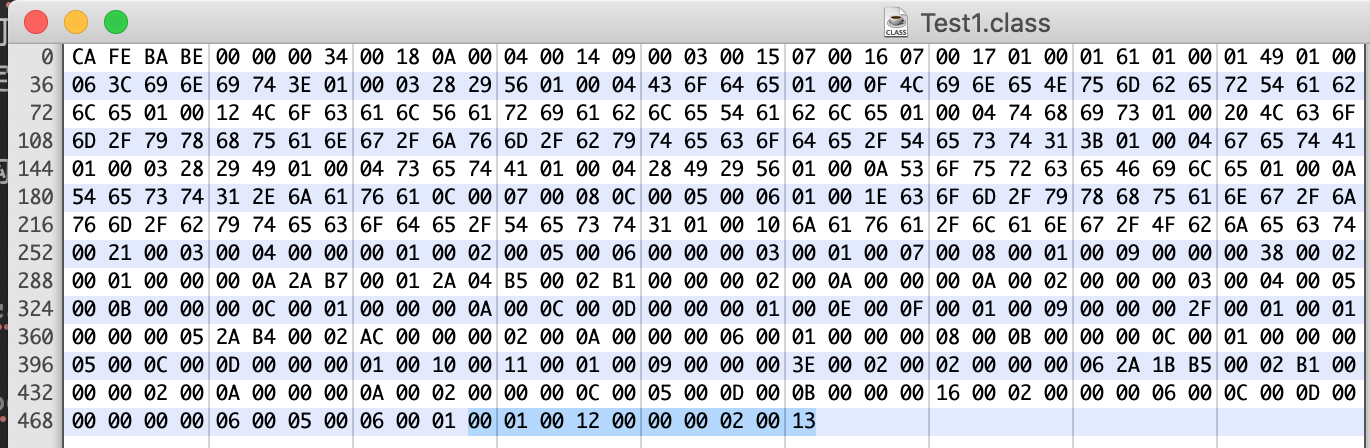 Test1.class
0 CA FE BA BE 00 00 00 34 00 18 0A 00 04 00 14 09 00 03 00 15 07 00 16 07 00 17 01 00 01 61 01 00 01 49 01 00
36 06 3C 69 6E 69 74 3E 01 00 03 28 29 56 01 00 04 43 6F 64 65 01 00 0F 4C 69 6E 65 4E 75 6D 62 65 72 54 61 62
72 6C 65 01 00 12 4C 6F 63 61 6C 56 61 72 69 61 62 6C 65 54 61 62 6C 65 01 00 04 74 68 69 73 01 00 20 4C 63 6F
108 6D 2F 79 78 68 75 61 6E 67 2F 6A 76 6D 2F 62 79 74 65 63 6F 64 65 2F 54 65 73 74 31 3B 01 00 04 67 65 74 41
144 01 00 03 28 29 49 01 00 04 73 65 74 41 01 00 04 28 49 29 56 01 00 0A 53 6F 75 72 63 65 46 69 6C 65 01 00 0A
180 54 65 73 74 31 2E 6A 61 76 61 0C 00 07 00 08 0C 00 05 00 06 01 00 1E 63 6F 6D 2F 79 78 68 75 61 6E 67 2F 6A
216 76 6D 2F 62 79 74 65 63 6F 64 65 2F 54 65 73 74 31 01 00 10 6A 61 76 61 2F 6C 61 6E 67 2F 4F 62 6A 65 63 74
252 00 21 00 03 00 04 00 00 00 01 00 02 00 05 00 06 00 00 00 03 00 01 00 07 00 08 00 01 00 09 00 00 00 38 00 02
288 00 01 00 00 00 0A 2A B7 00 01 2A 04 B5 00 02 B1 00 00 00 02 00 0A 00 00 00 0A 00 02 00 00 00 03 00 04 00 05
324 00 0B 00 00 00 0C 00 01 00 00 00 0A 00 0C 00 0D 00 00 00 01 00 0E 00 0F 00 01 00 09 00 00 00 2F 00 01 00 01
360 00 00 00 05 2A B4 00 02 AC 00 00 00 02 00 0A 00 00 00 06 00 01 00 00 00 08 00 0B 00 00 00 0C 00 01 00 00 00
396 05 00 0C 00 0D 00 00 00 01 00 10 00 11 00 01 00 09 00 00 00 3E 00 02 00 02 00 00 00 06 2A 1B B5 00 02 B1 00
432 00 00 02 00 0A 00 00 00 0A 00 02 00 00 00 0C 00 05 00 0D 00 0B 00 00 00 16 00 02 00 00 00 06 00 0C 00 0D 00
468 00 00 00 00 06 00 05 00 06 00 01 00 01 00 12 00 00 00 02 00 13